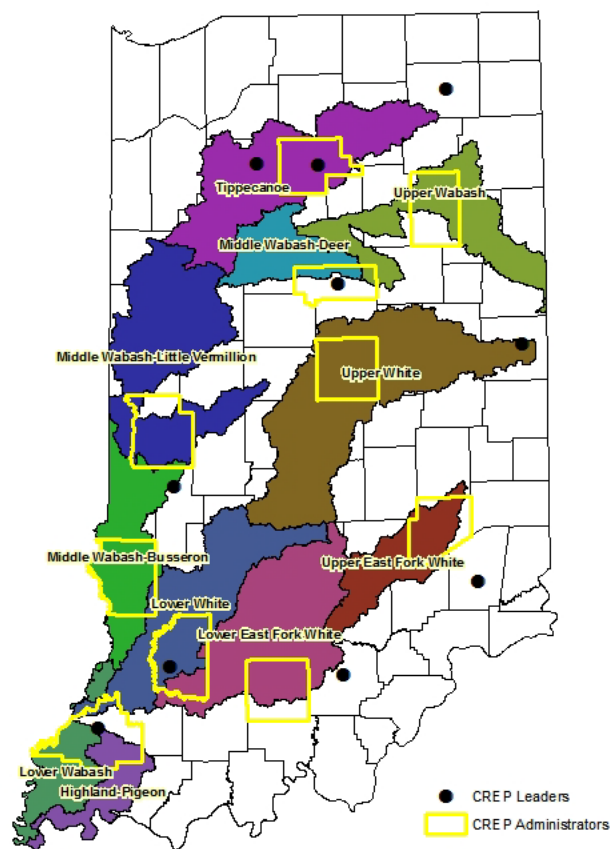 Tippecanoe
Upper Wabash
Middle Wabash-Deer
Middle Wabash-Little Vermillion
Upper White
Middle Wabash-Busseron
Upper East Fork White
Lower White
Lower East Fork White
Lower Wabash
Highland-Pigeon
CREP Leaders
CREP Administrators